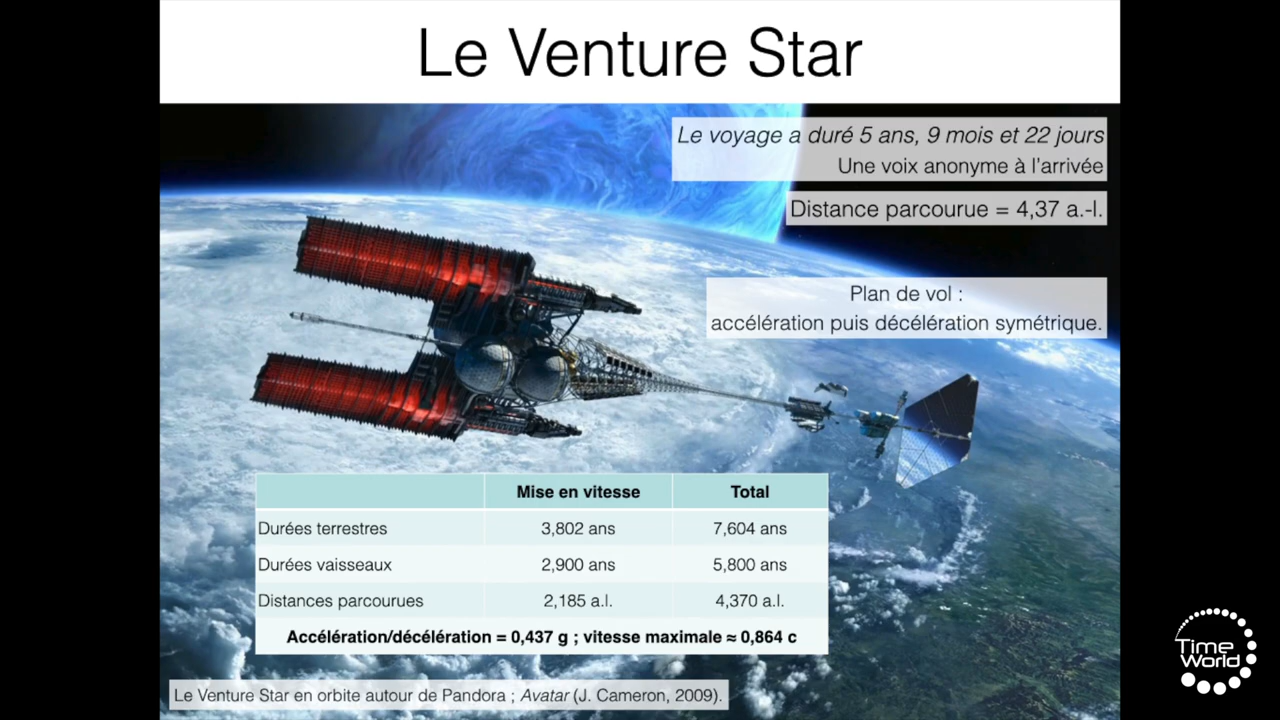 Le Venture Star
Le voyage a duré 5 ans, 9 mois et 22 jours
Une voix anonyme à l'arrivée
Distance parcourue = 4,37 a.-l.
Plan de vol :
accélération puis décélération symétrique.
Mise en vitesse Total
Durées terrestres 3,802 ans 7,604 ans
Durées vaisseaux 2,900 ans 5,800 ans
Distances parcourues 2,185 a.l. 4,370 a.l.
Accélération/décélération = 0,437 g ; vitesse maximale ≈ 0,864 c
Le Venture Star en orbite autour de Pandora ; Avatar (J. Cameron, 2009).
Time
World